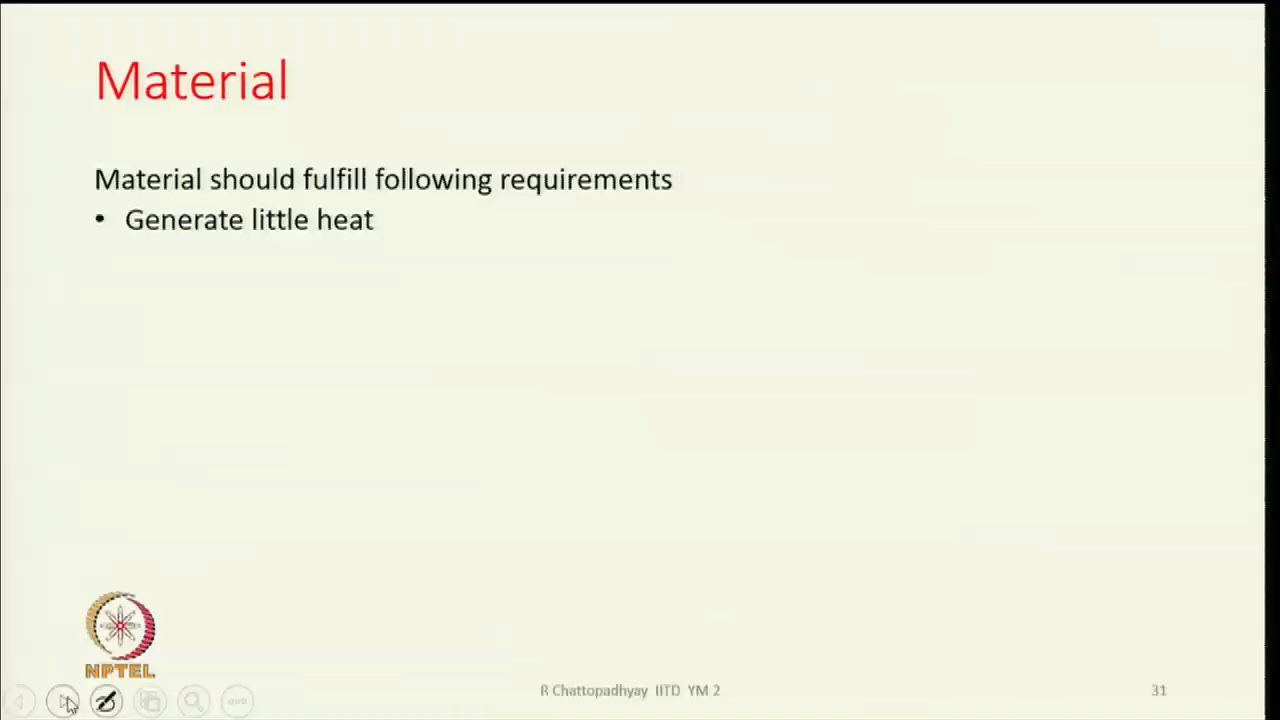 Material
Material should fulfill following requirements
• Generate little heat
NPTEL
R Chattopadhyay IITD YM 2
31